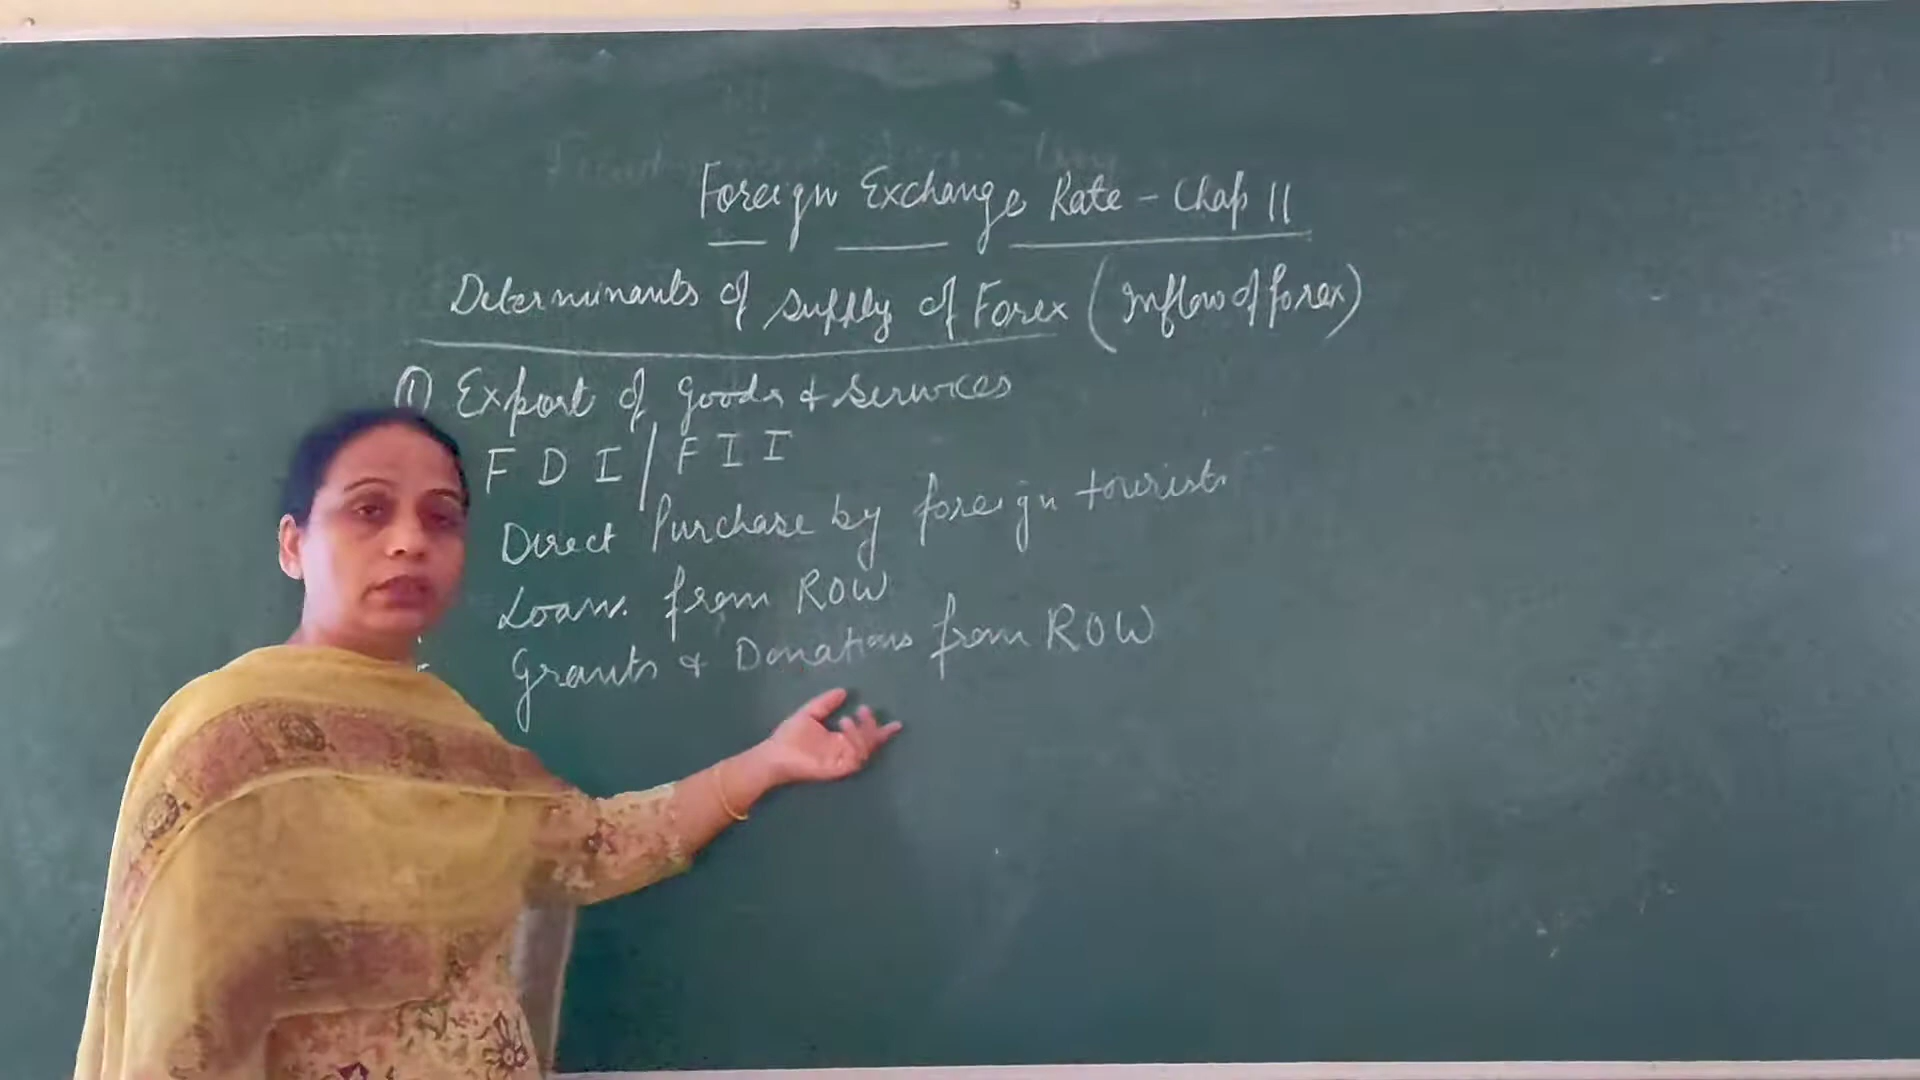 Foreign Exchange Rate - Chap 11
Determinants of supply of Forex (Inflow of forex)
① Export of goods & services
F D I / F I I
Direct Purchase by foreign tourists
Loans from ROW
Grants & Donations from ROW